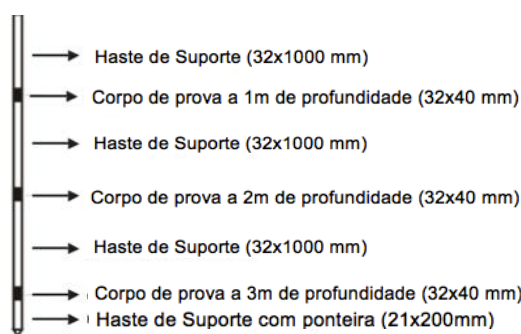 Haste de Suporte (32x1000 mm)
Corpo de prova a 1m de profundidade (32x40 mm)
Haste de Suporte (32x1000 mm)
Corpo de prova a 2m de profundidade (32x40 mm)
Haste de Suporte (32x1000 mm)
Corpo de prova a 3m de profundidade (32x40 mm)
Haste de Suporte com ponteira (21x200mm)